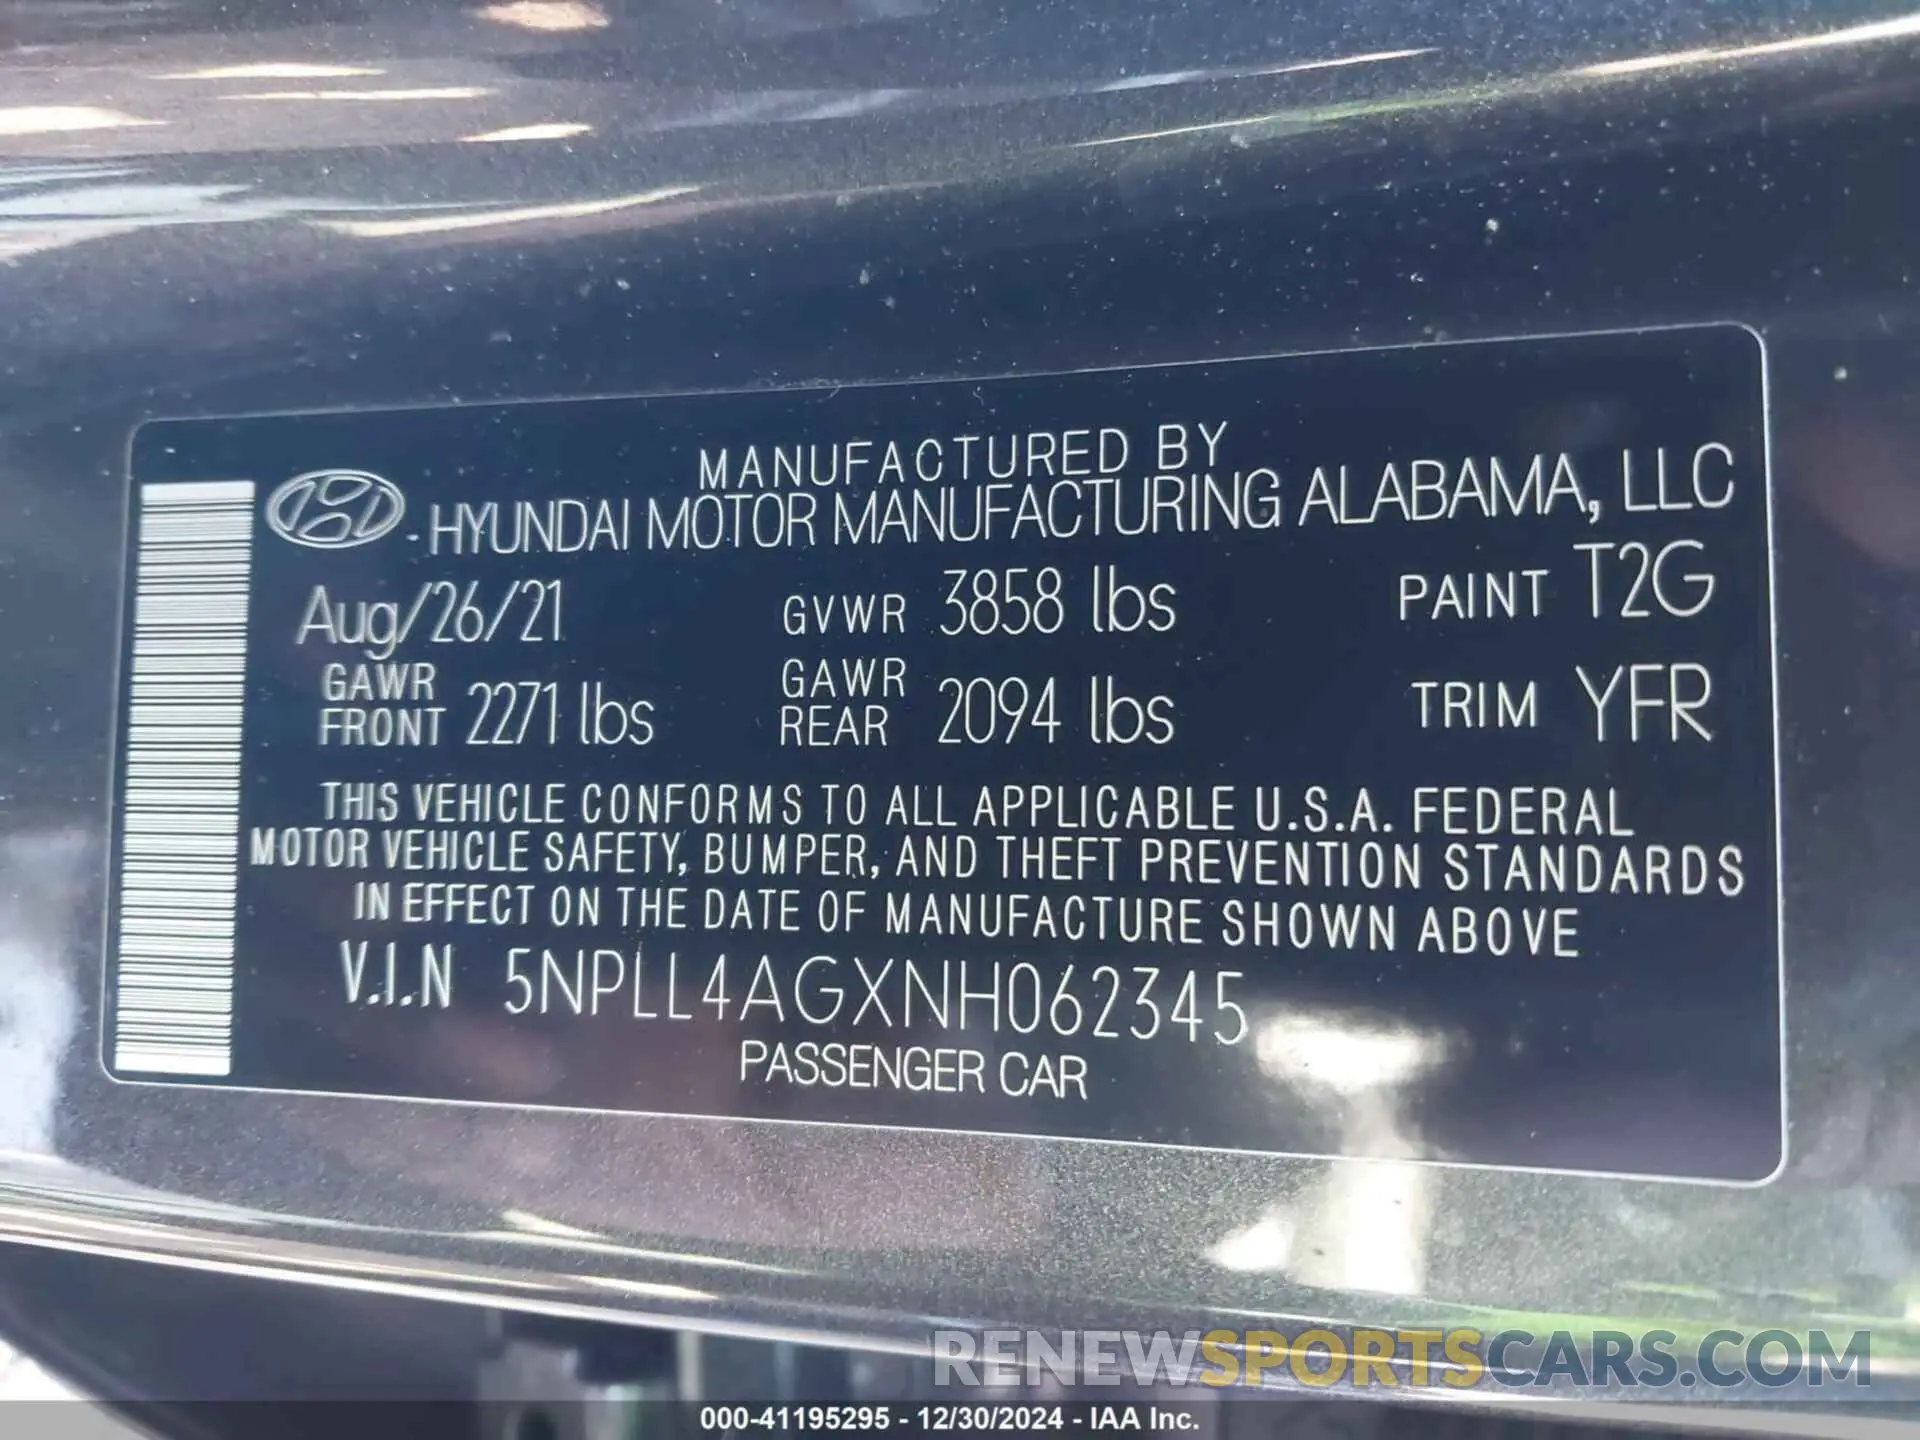 MANUFACTURED BY
HYUNDAI MOTOR MANUFACTURING ALABAMA, LLC
Aug/26/21 GVWR 3858 lbs PAINT T2G
GAWR FRONT 2271 lbs GAWR REAR 2094 lbs TRIM YFR
THIS VEHICLE CONFORMS TO ALL APPLICABLE U.S.A. FEDERAL
MOTOR VEHICLE SAFETY, BUMPER, AND THEFT PREVENTION STANDARDS
IN EFFECT ON THE DATE OF MANUFACTURE SHOWN ABOVE
V.I.N 5NPLL4AGXNH062345
PASSENGER CAR
RENEWSPORTSCARS.COM
000-41195295 - 12/30/2024 - IAA Inc.